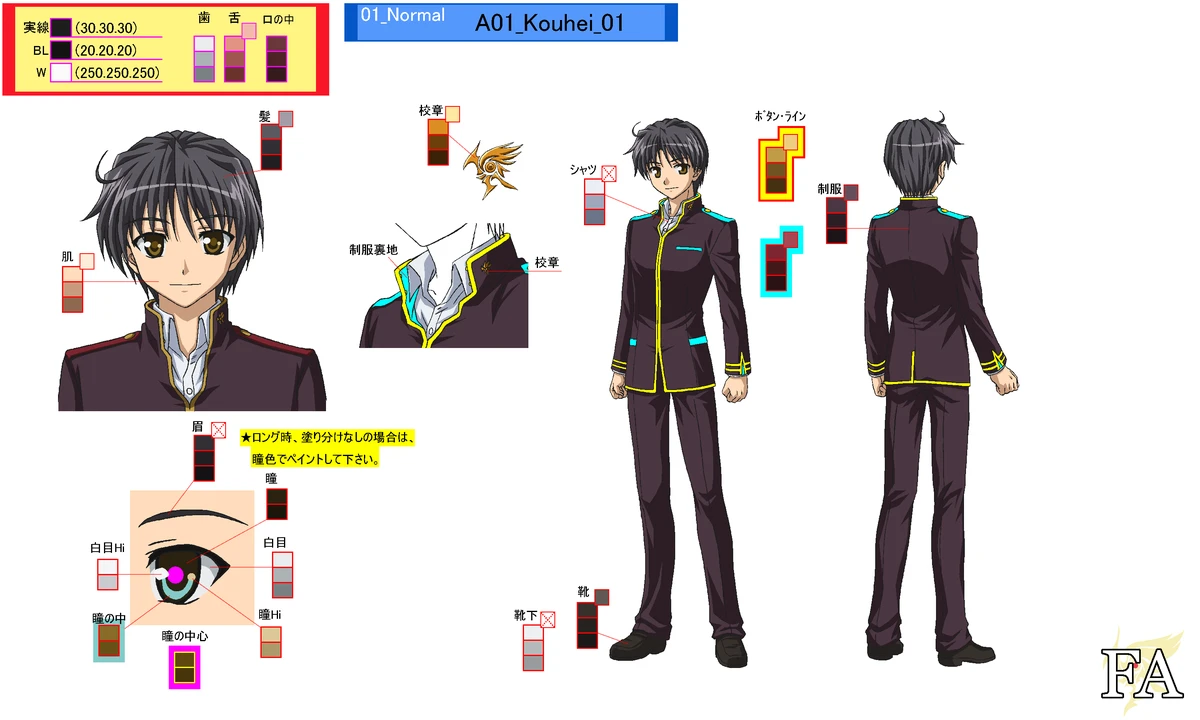 実線 (30.30.30)
BL (20.20.20)
W (250.250.250)
歯 舌 口の中
01_Normal
A01_Kouhei_01
髪
校章
シャツ
ボタン・ライン
制服
肌
制服裏地
校章
眉
★ロング時、塗り分けなしの場合は、
瞳色でペイントして下さい。
瞳
白目Hi
白目
瞳の中
瞳Hi
瞳の中心
靴下
靴
FA